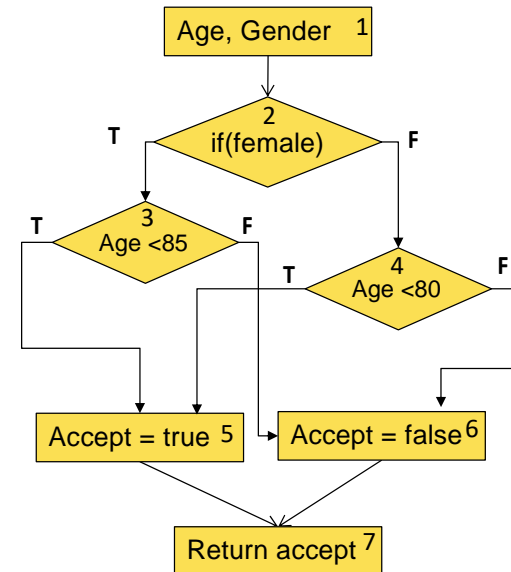 Age, Gender 1
2
if(female)
T
F
3
Age <85
T
F
4
Age <80
T
F
Accept = true 5
Accept = false 6
Return accept 7